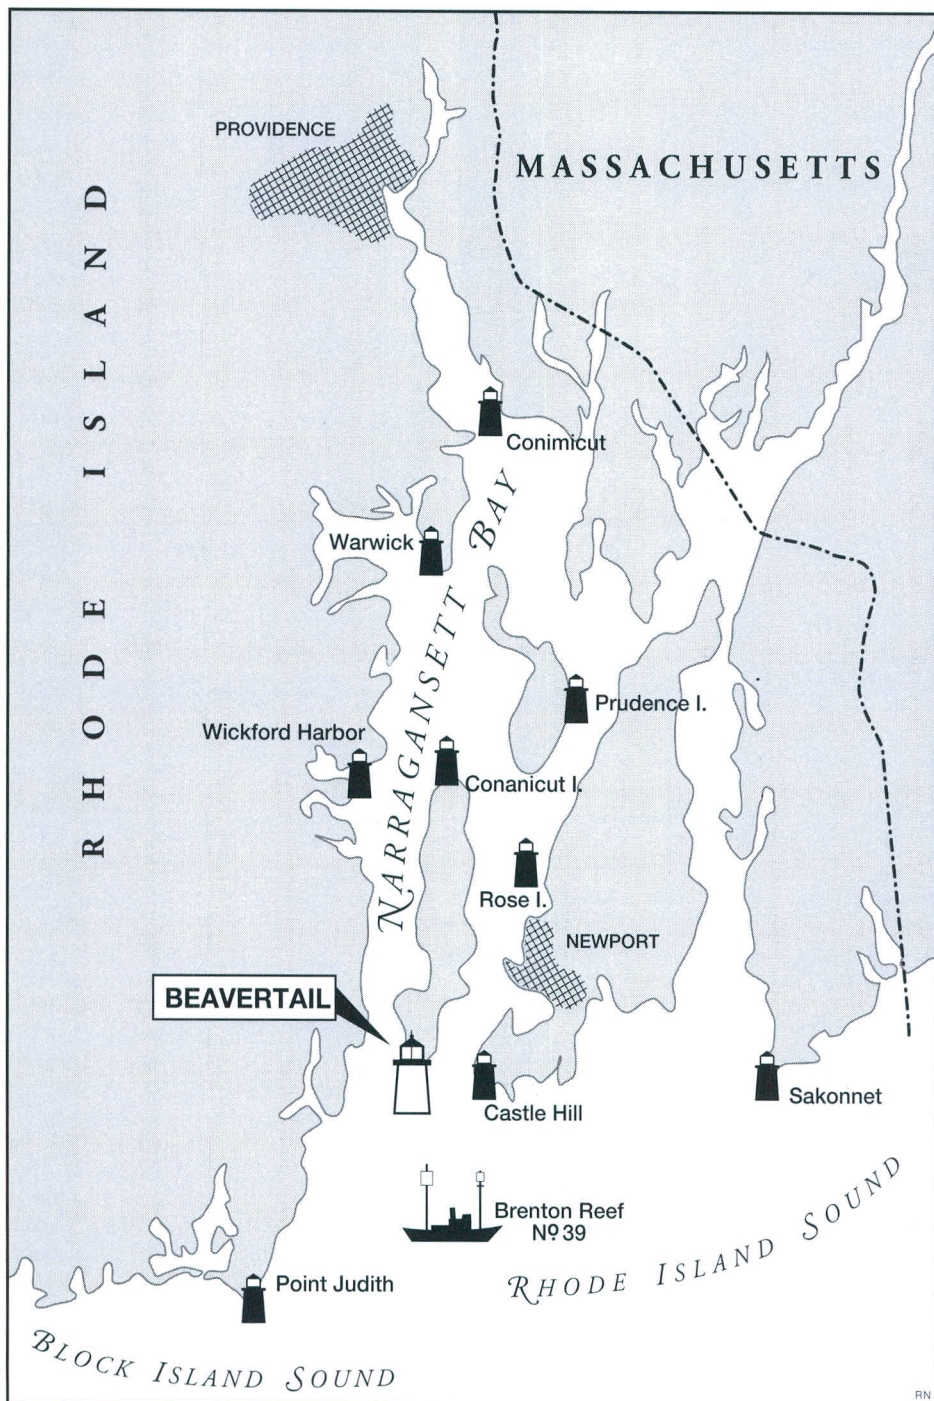 PROVIDENCE
MASSACHUSETTS
RHODE ISLAND
Conimicut
NARRAGANSETT BAY
Warwick
Prudence I.
Wickford Harbor
Conanicut I.
Rose I.
NEWPORT
BEAVERTAIL
Castle Hill
Sakonnet
Brenton Reef
Nº 39
RHODE ISLAND SOUND
Point Judith
BLOCK ISLAND SOUND
RN